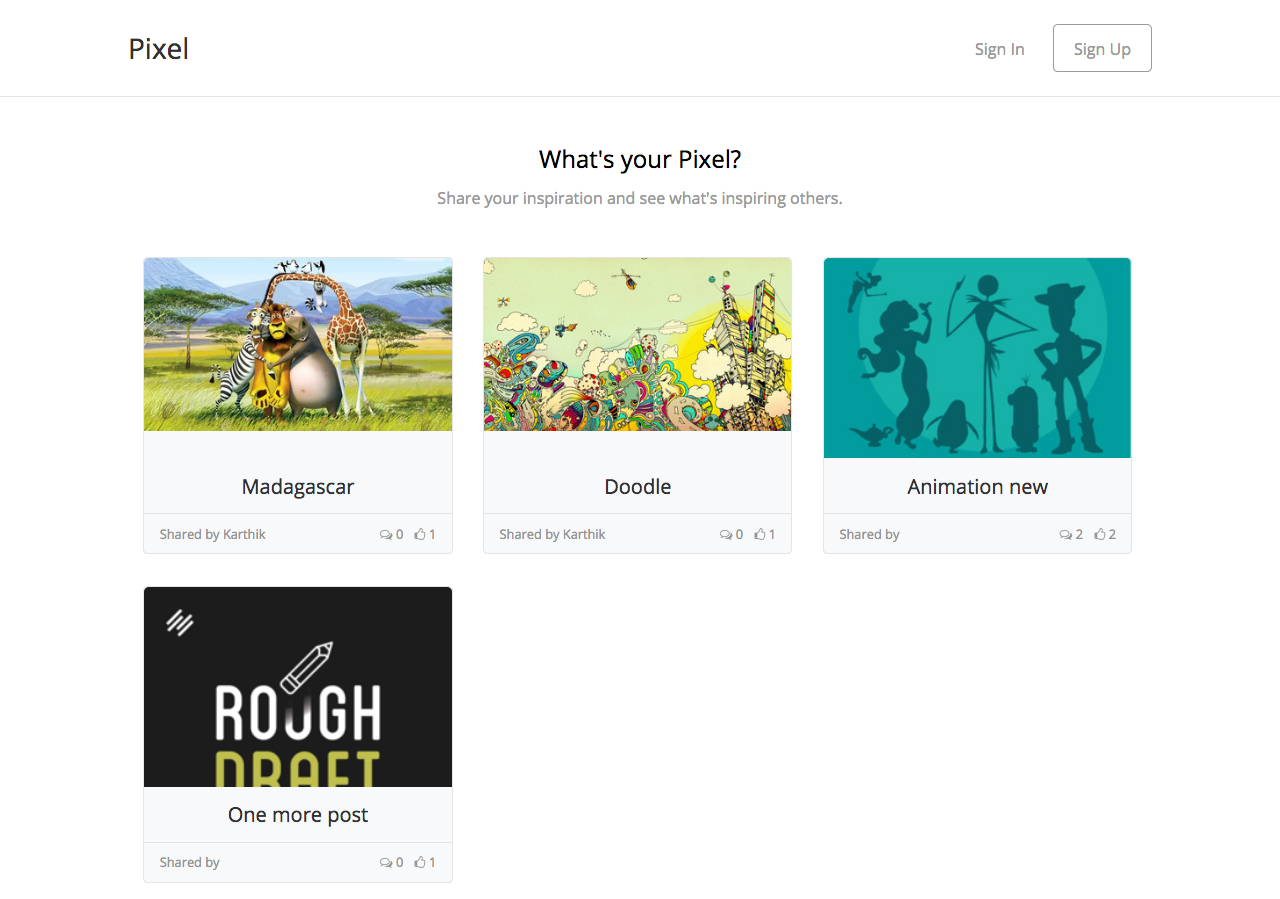 Pixel
Sign In
Sign Up
What's your Pixel?
Share your inspiration and see what's inspiring others.
Madagascar
Shared by Karthik
0
1
Doodle
Shared by Karthik
0
1
Animation new
Shared by
2
2
ROUGH
DRAFT
One more post
Shared by
0
1